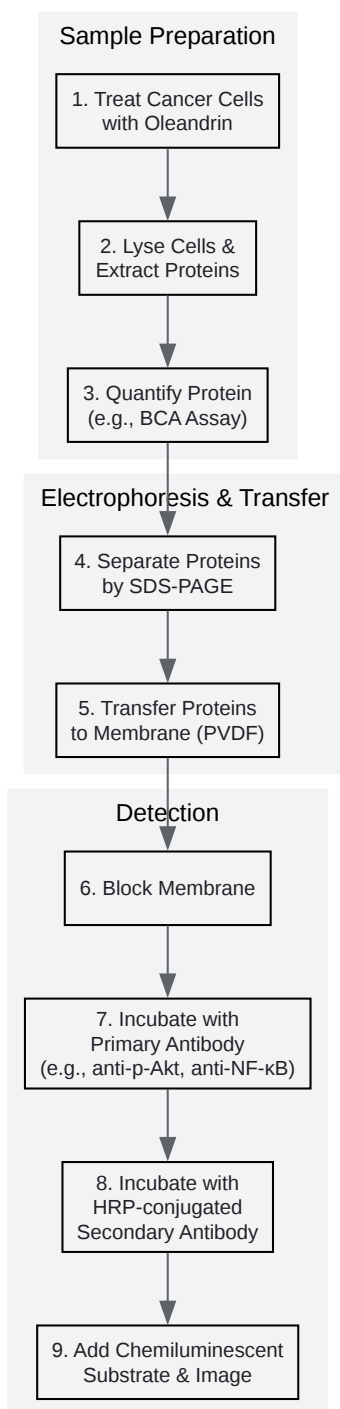 Sample Preparation
1. Treat Cancer Cells
with Oleandrin
2. Lyse Cells &
Extract Proteins
3. Quantify Protein
(e.g., BCA Assay)
Electrophoresis & Transfer
4. Separate Proteins
by SDS-PAGE
5. Transfer Proteins
to Membrane (PVDF)
Detection
6. Block Membrane
7. Incubate with
Primary Antibody
(e.g., anti-p-Akt, anti-NF-κB)
8. Incubate with
HRP-conjugated
Secondary Antibody
9. Add Chemiluminescent
Substrate & Image